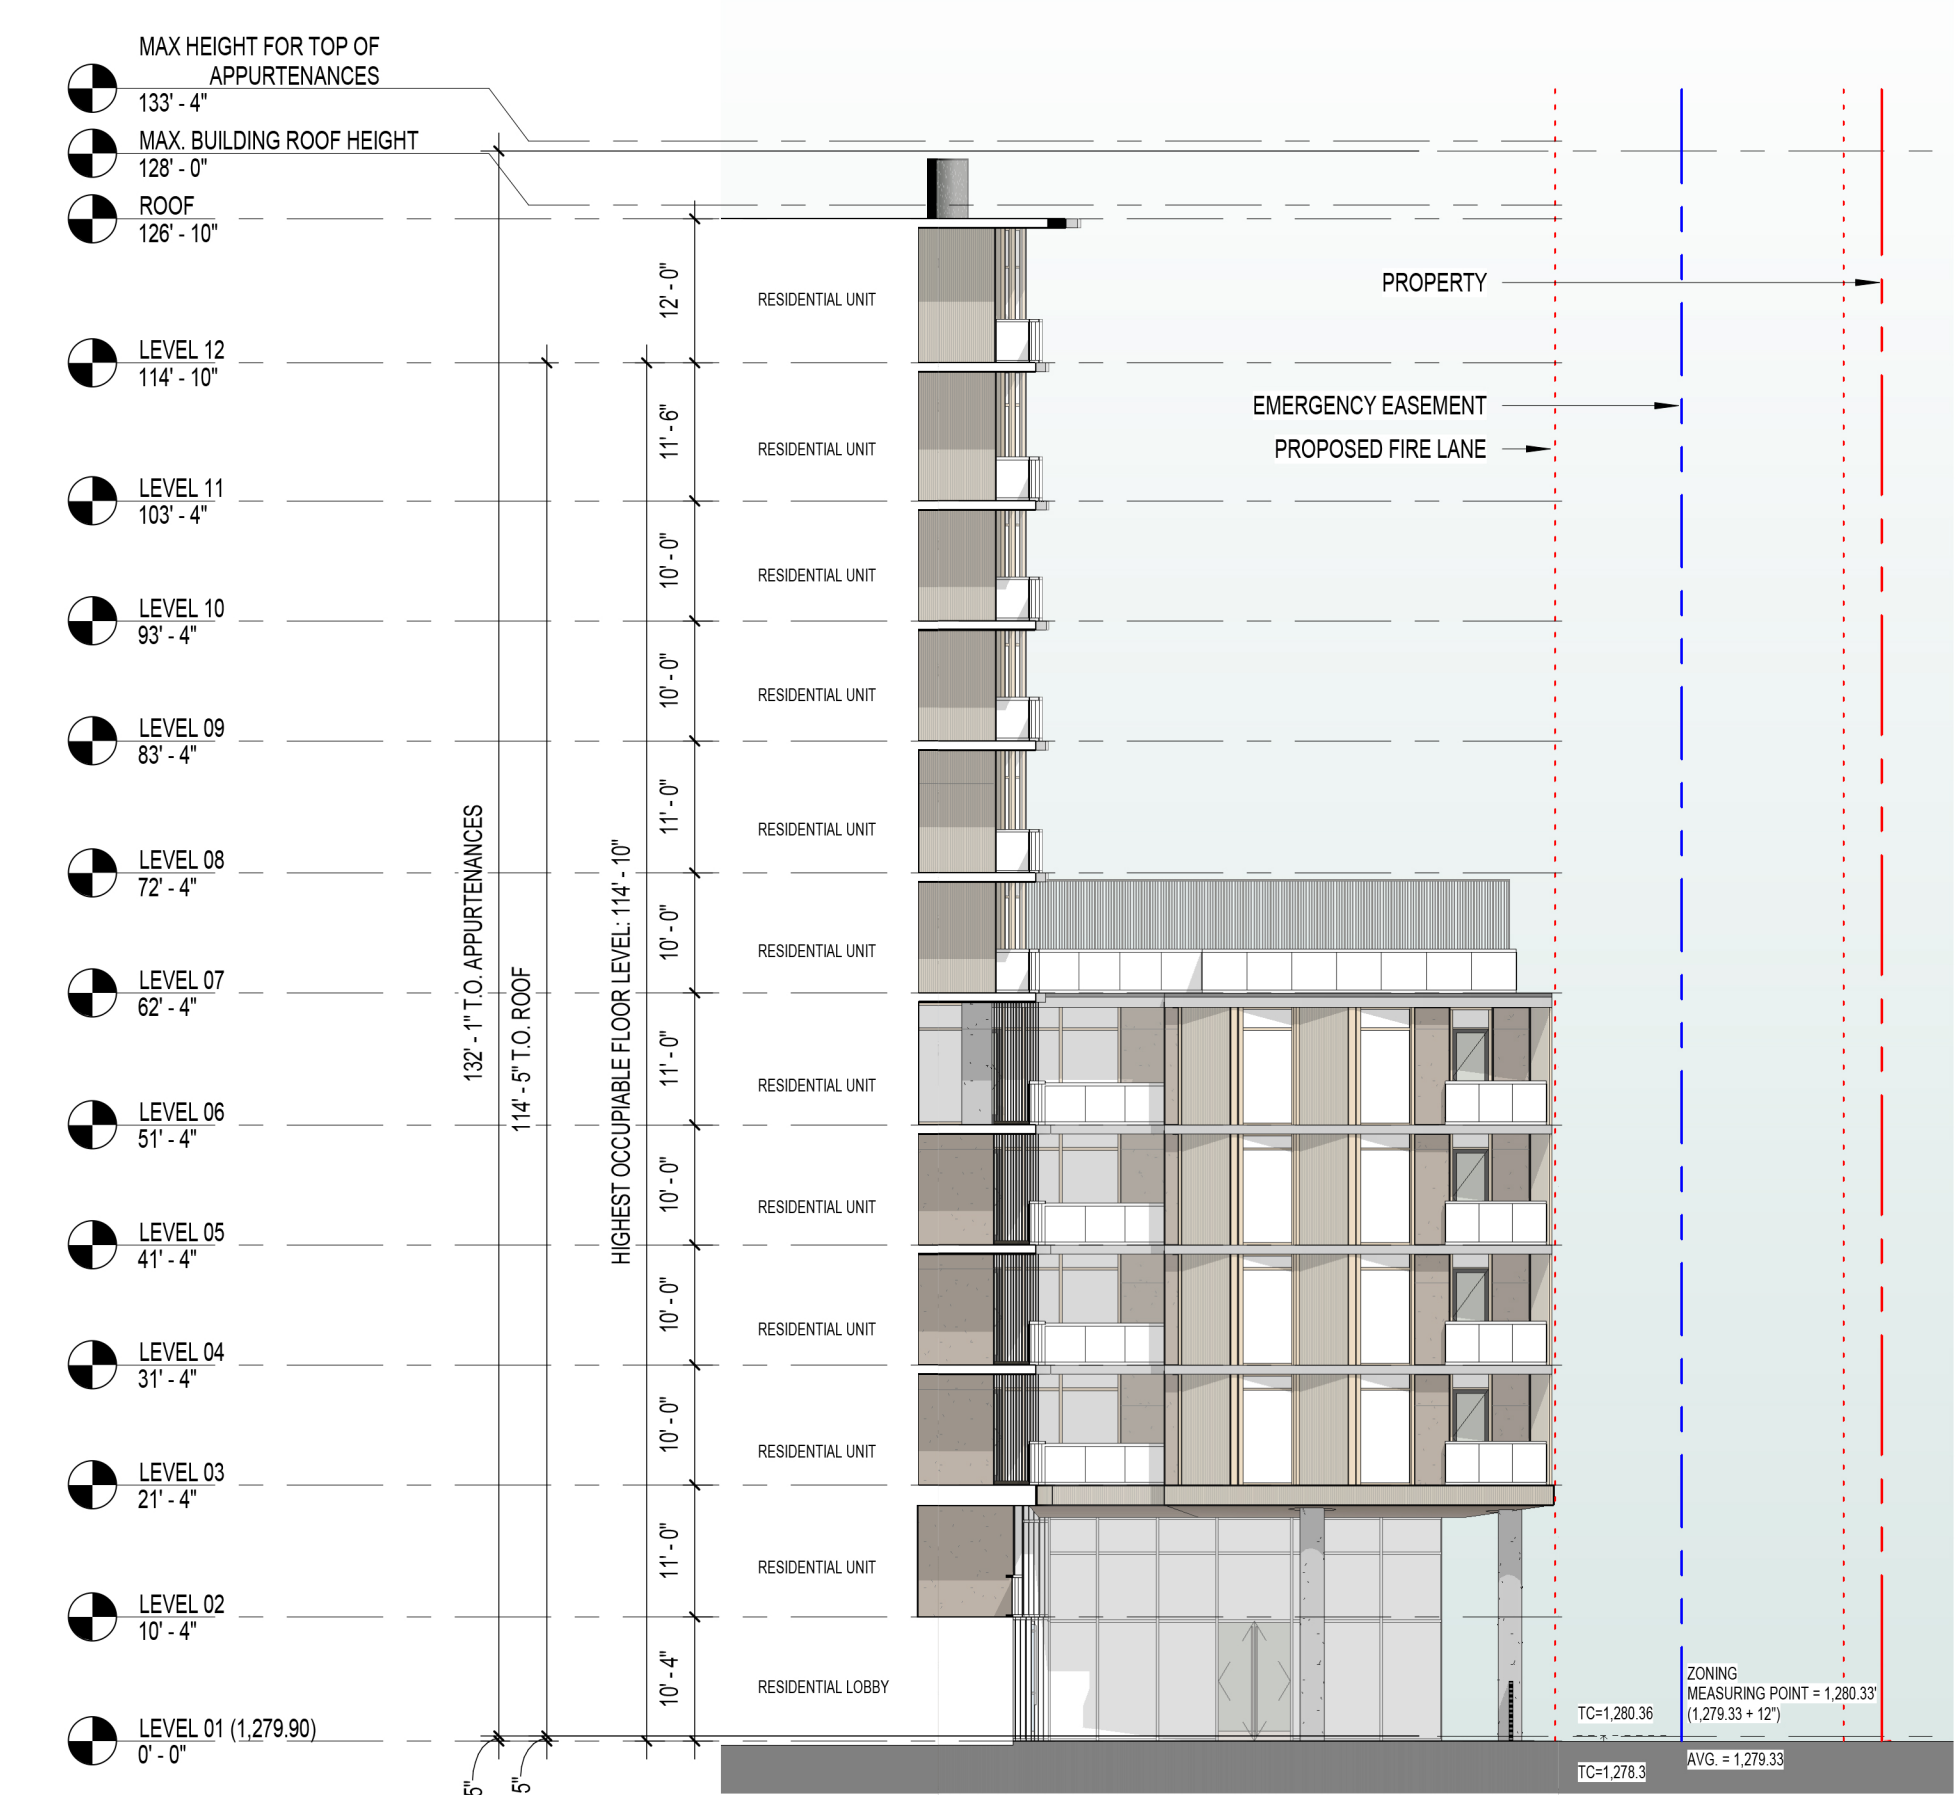 MAX HEIGHT FOR TOP OF
APPURTENANCES
133' - 4"
MAX. BUILDING ROOF HEIGHT
128' - 0"
ROOF
126' - 10"
LEVEL 12
114' - 10"
LEVEL 11
103' - 4"
LEVEL 10
93' - 4"
LEVEL 09
83' - 4"
LEVEL 08
72' - 4"
LEVEL 07
62' - 4"
LEVEL 06
51' - 4"
LEVEL 05
41' - 4"
LEVEL 04
31' - 4"
LEVEL 03
21' - 4"
LEVEL 02
10' - 4"
LEVEL 01 (1,279.90)
0' - 0"
132' - 1" T.O. APPURTENANCES
5"
114' - 5" T.O. ROOF
5"
HIGHEST OCCUPIABLE FLOOR LEVEL: 114' - 10"
12' - 0"
11' - 6"
10' - 0"
10' - 0"
11' - 0"
10' - 0"
11' - 0"
10' - 0"
10' - 0"
10' - 0"
11' - 0"
10' - 4"
RESIDENTIAL UNIT
RESIDENTIAL UNIT
RESIDENTIAL UNIT
RESIDENTIAL UNIT
RESIDENTIAL UNIT
RESIDENTIAL UNIT
RESIDENTIAL UNIT
RESIDENTIAL UNIT
RESIDENTIAL UNIT
RESIDENTIAL UNIT
RESIDENTIAL UNIT
RESIDENTIAL LOBBY
PROPERTY
EMERGENCY EASEMENT
PROPOSED FIRE LANE
ZONING
MEASURING POINT = 1,280.33'
(1,279.33 + 12")
TC=1,280.36
AVG. = 1,279.33
TC=1,278.3